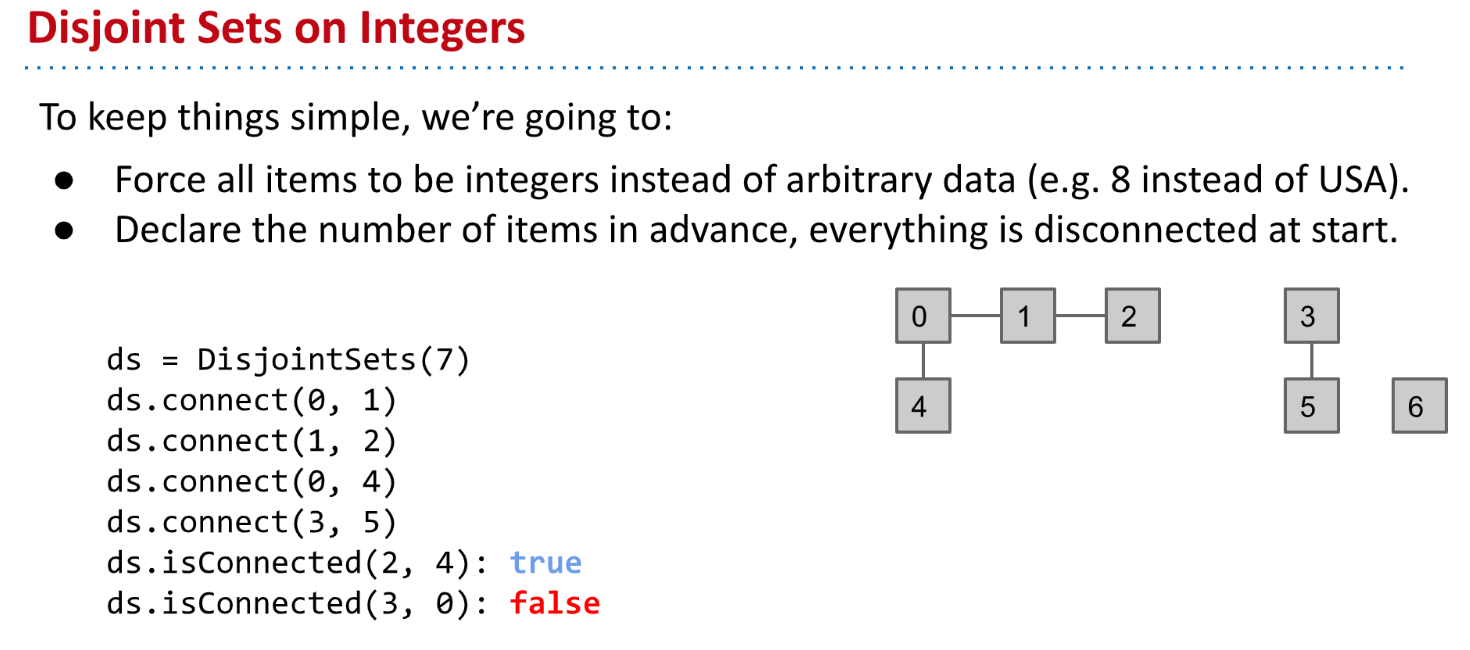 Disjoint Sets on Integers
To keep things simple, we’re going to:
● Force all items to be integers instead of arbitrary data (e.g. 8 instead of USA).
● Declare the number of items in advance, everything is disconnected at start.
0 1 2 3
4 5 6
ds = DisjointSets(7)
ds.connect(0, 1)
ds.connect(1, 2)
ds.connect(0, 4)
ds.connect(3, 5)
ds.isConnected(2, 4): true
ds.isConnected(3, 0): false